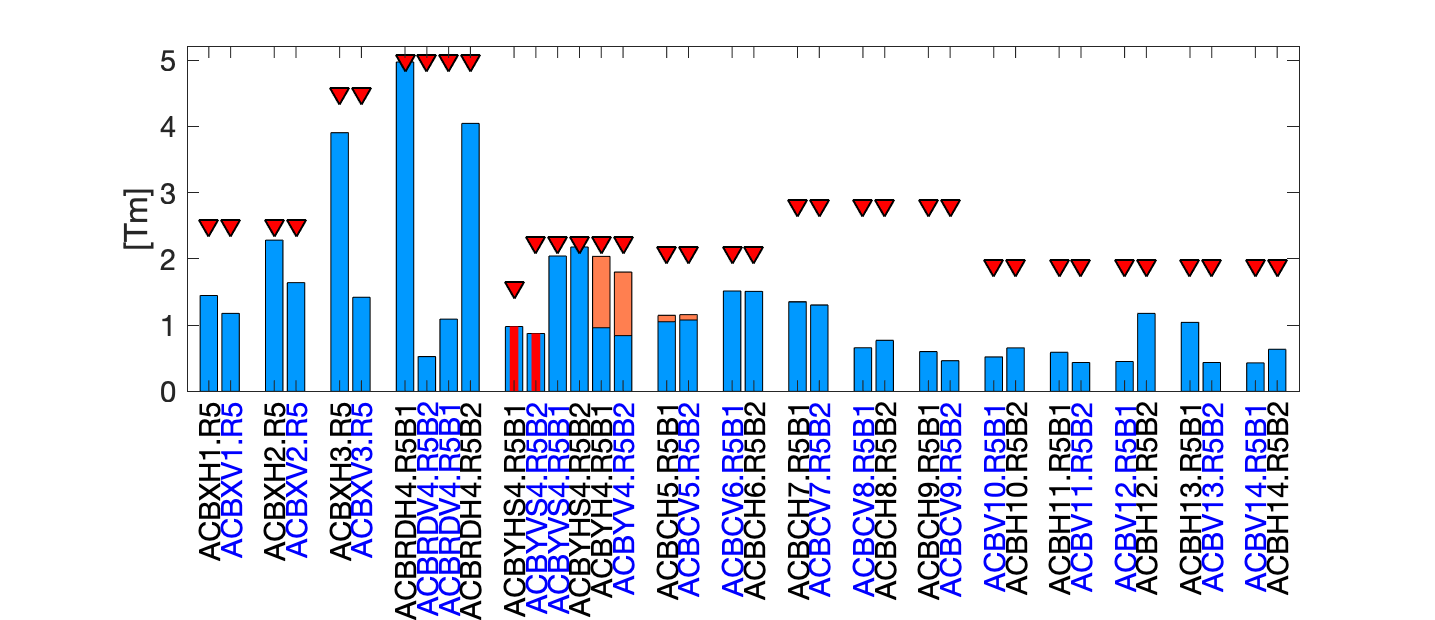 5
4
3
2
1
0
[Tm]
ACBXH1.R5
ACBXV1.R5
ACBXH2.R5
ACBXV2.R5
ACBXH3.R5
ACBXV3.R5
ACBRDH4.R5B1
ACBRDV4.R5B2
ACBRDV4.R5B1
ACBRDH4.R5B2
ACBYHS4.R5B1
ACBYVS4.R5B2
ACBYVS4.R5B1
ACBYHS4.R5B2
ACBYH4.R5B1
ACBYV4.R5B2
ACBCH5.R5B1
ACBCV5.R5B2
ACBCV6.R5B1
ACBCH6.R5B2
ACBCH7.R5B1
ACBCV7.R5B2
ACBCV8.R5B1
ACBCH8.R5B2
ACBCH9.R5B1
ACBCV9.R5B2
ACBV10.R5B1
ACBH10.R5B2
ACBH11.R5B1
ACBV11.R5B2
ACBV12.R5B1
ACBH12.R5B2
ACBH13.R5B1
ACBV13.R5B2
ACBV14.R5B1
ACBH14.R5B2